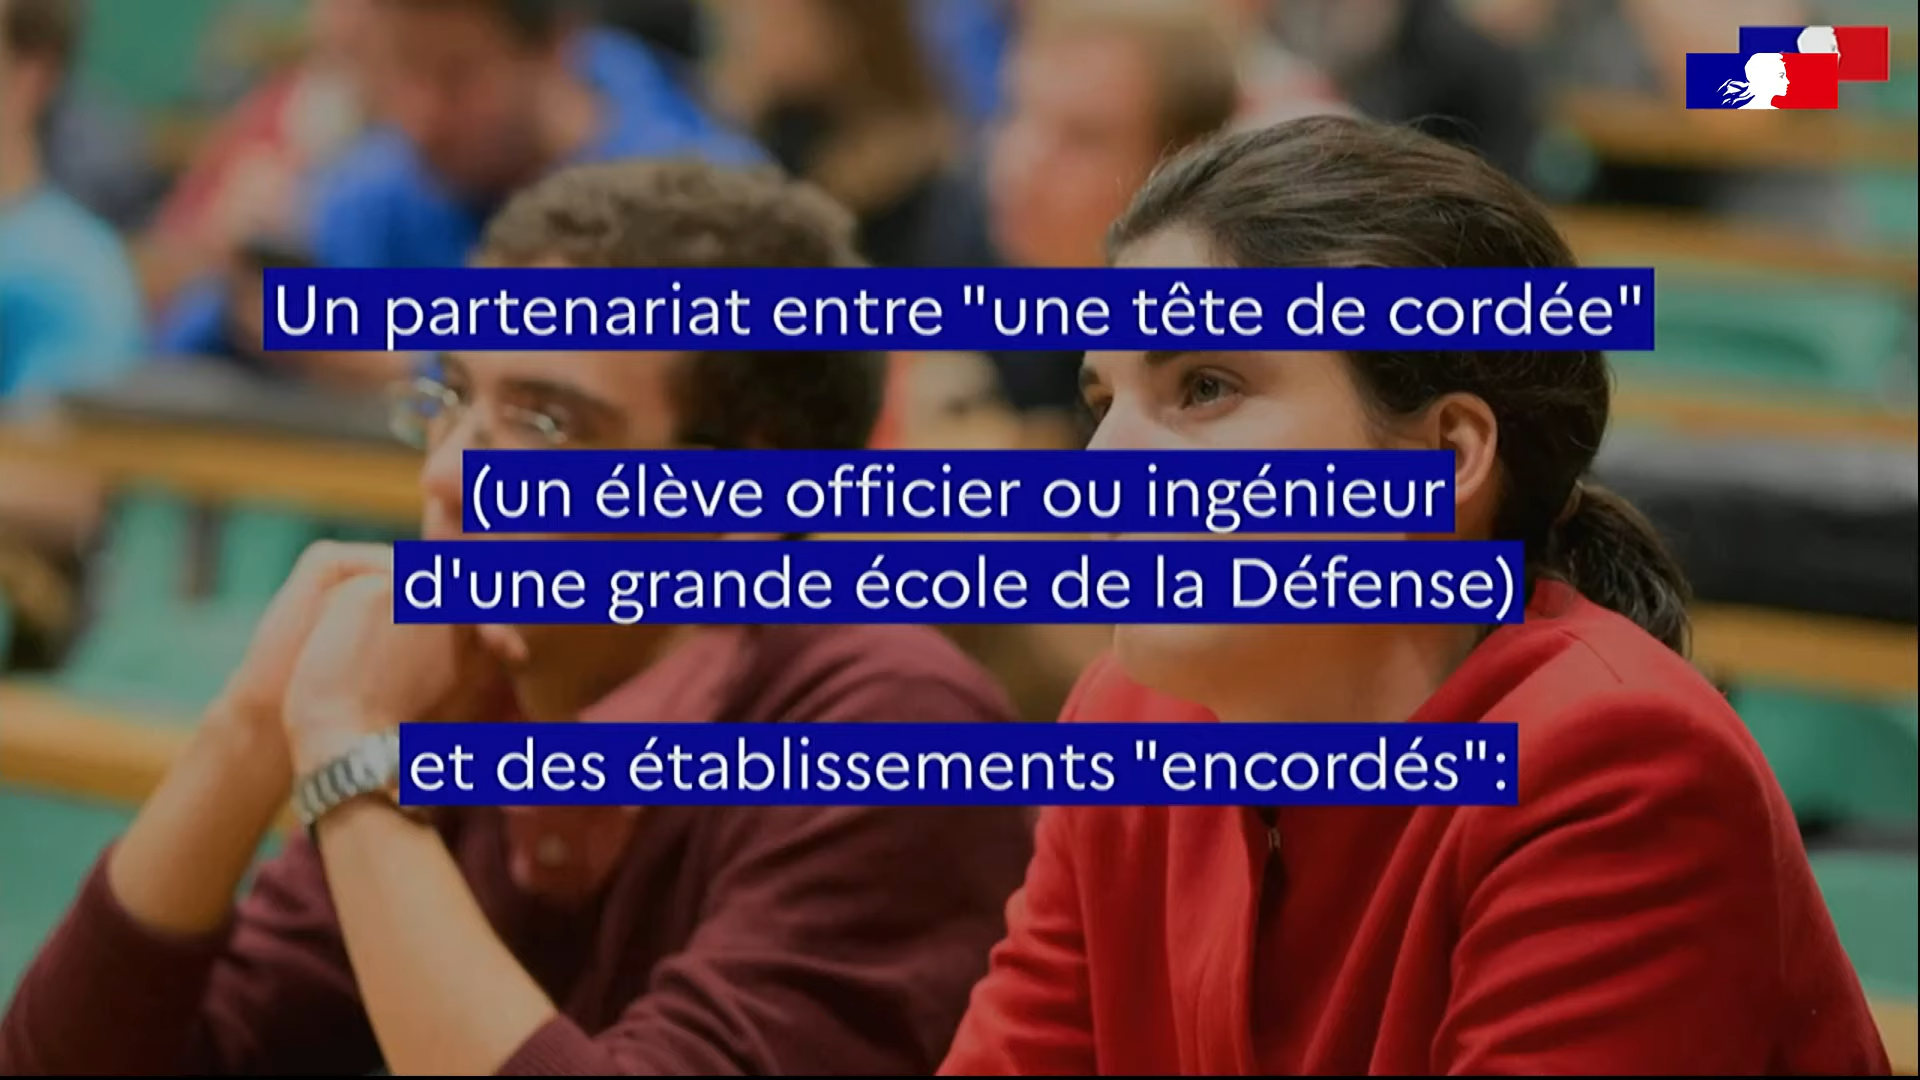 Un partenariat entre "une tête de cordée"
(un élève officier ou ingénieur
d'une grande école de la Défense)
et des établissements "encordés":